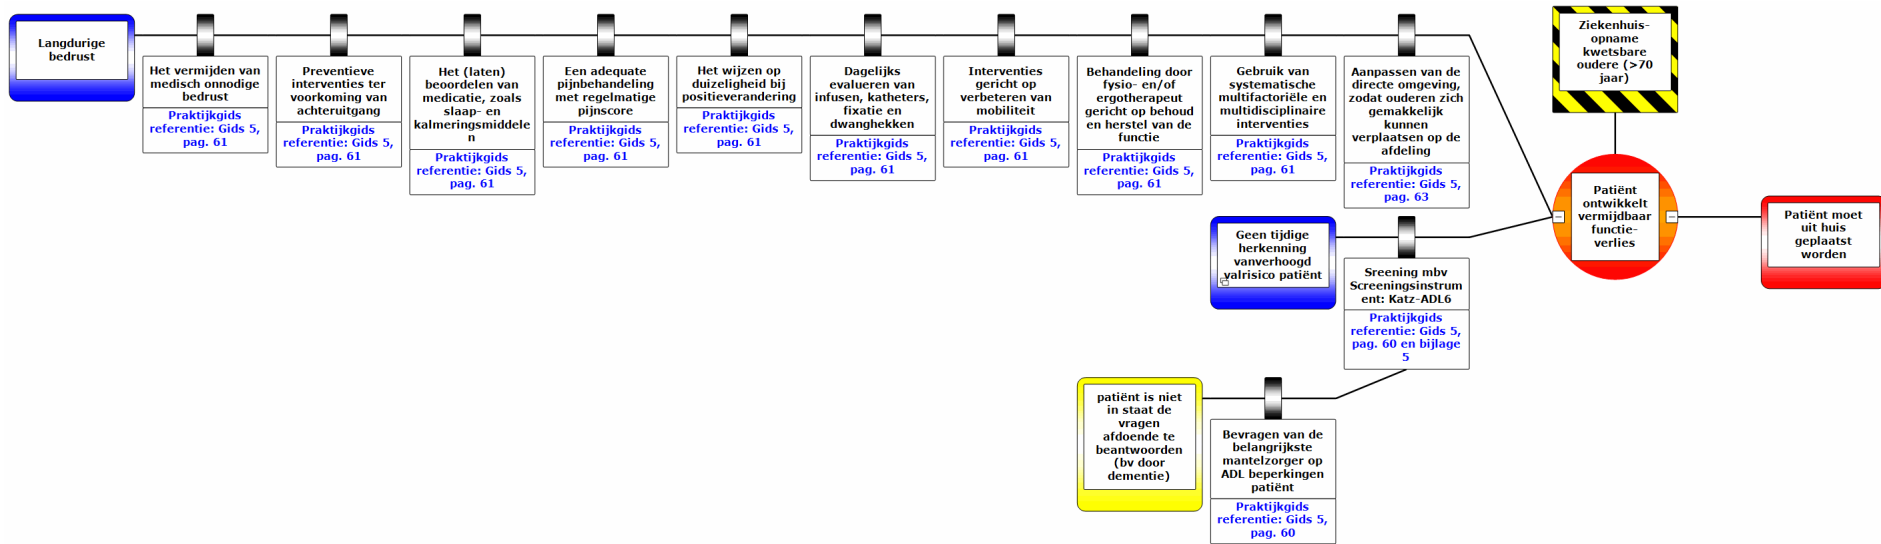 Langdurige
bedrust
Het vermijden van
medisch onnodige
bedrust
Praktijkgids
referentie: Gids 5,
pag. 61
Preventieve
interventies ter
voorkoming van
achteruitgang
Praktijkgids
referentie: Gids 5,
pag. 61
Het (laten)
beoordelen van
medicatie, zoals
slaap- en
kalmeringsmiddele
n
Praktijkgids
referentie: Gids 5,
pag. 61
Een adequate
pijnbehandeling
met regelmatige
pijnscore
Praktijkgids
referentie: Gids 5,
pag. 61
Het wijzen op
duizeligheid bij
positieverandering
Praktijkgids
referentie: Gids 5,
pag. 61
Dagelijks
evalueren van
infusen, katheters,
fixatie en
dwanghekken
Praktijkgids
referentie: Gids 5,
pag. 61
Interventies
gericht op
verbeteren van
mobiliteit
Praktijkgids
referentie: Gids 5,
pag. 61
Behandeling door
fysio- en/of
ergotherapeut
gericht op behoud
en herstel van de
functie
Praktijkgids
referentie: Gids 5,
pag. 61
Gebruik van
systematische
multifactoriële en
multidisciplinaire
interventies
Praktijkgids
referentie: Gids 5,
pag. 61
Aanpassen van de
directe omgeving,
zodat ouderen zich
gemakkelijk
kunnen
verplaatsen op de
afdeling
Praktijkgids
referentie: Gids 5,
pag. 63
Ziekenhuis-
opname
kwetsbare
oudere (>70
jaar)
Patiënt
ontwikkelt
vermijdbaar
functie-
verlies
Patiënt moet
uit huis
geplaatst
worden
Geen tijdige
herkenning
vanverhoogd
valrisico patiënt
Sreening mbv
Screeningsinstrum
ent: Katz-ADL6
Praktijkgids
referentie: Gids 5,
pag. 60 en bijlage
5
patiënt is niet
in staat de
vragen
afdoende te
beantwoorden
(bv door
dementie)
Bevragen van de
belangrijkste
mantelzorger op
ADL beperkingen
patiënt
Praktijkgids
referentie: Gids 5,
pag. 60